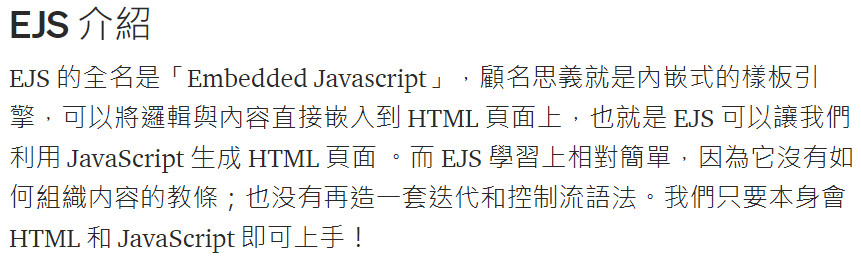 EJS 介紹
EJS 的全名是「Embedded Javascript」，顧名思義就是內嵌式的樣板引
擎，可以將邏輯與內容直接嵌入到 HTML 頁面上，也就是 EJS 可以讓我們
利用 JavaScript 生成 HTML 頁面 。而 EJS 學習上相對簡單，因為它沒有如
何組織内容的教條；也没有再造一套迭代和控制流語法。我們只要本身會
HTML 和 JavaScript 即可上手！